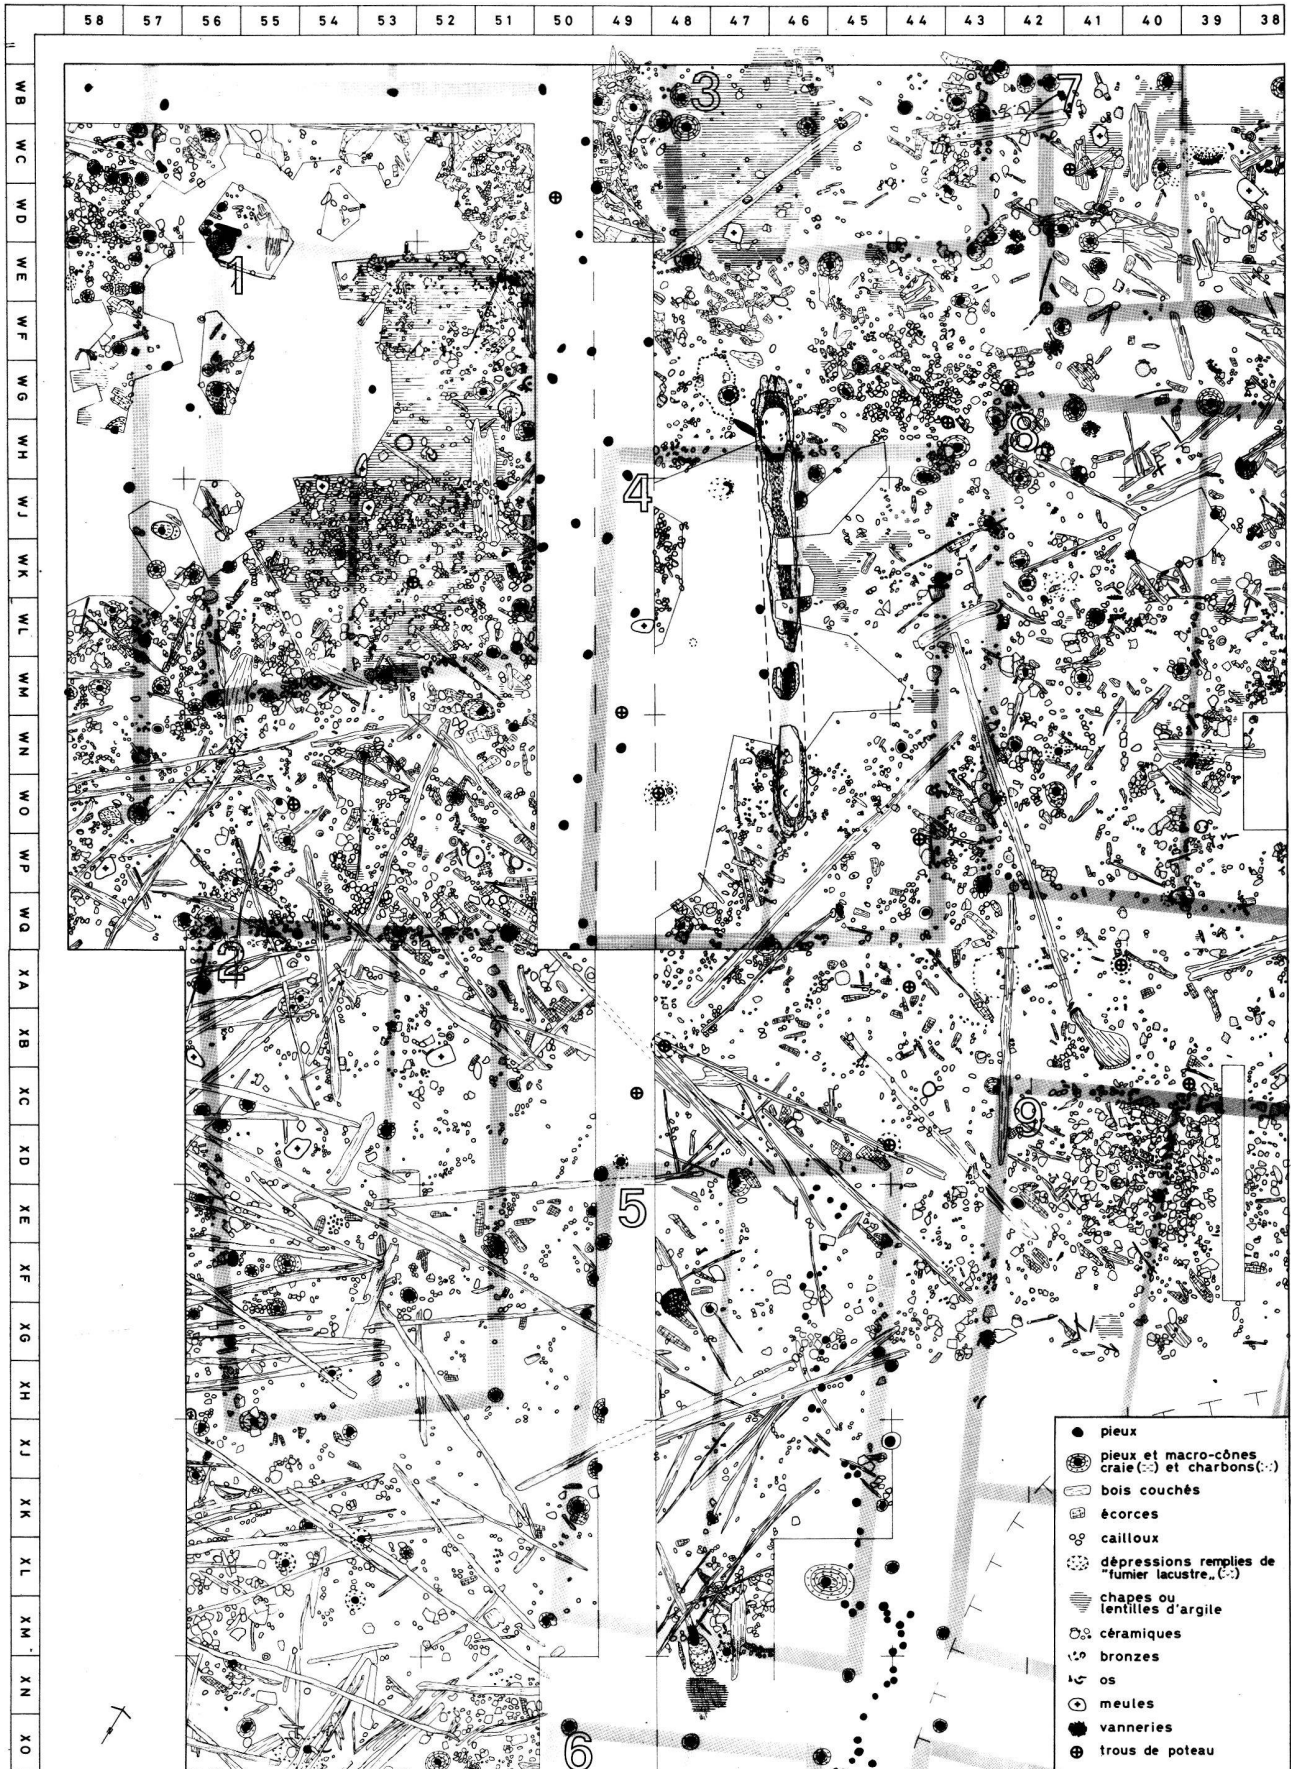 58 57 56 55 54 53 52 51 50 49 48 47 46 45 44 43 42 41 40 39 38
WB
WC
WD
WE
WF
WG
WH
WJ
WK
WL
WM
WN
WO
WP
WQ
XA
XB
XC
XD
XE
XF
XG
XH
XJ
XK
XL
XM
XN
XO
3
7
1
8
4
2
9
5
6
pieux
pieux et macro-cônes
craie(:-:) et charbons(:-:)
bois couchés
écorces
cailloux
dépressions remplies de
"fumier lacustre„(:-:)
chapes ou
lentilles d'argile
céramiques
bronzes
os
meules
vanneries
trous de poteau